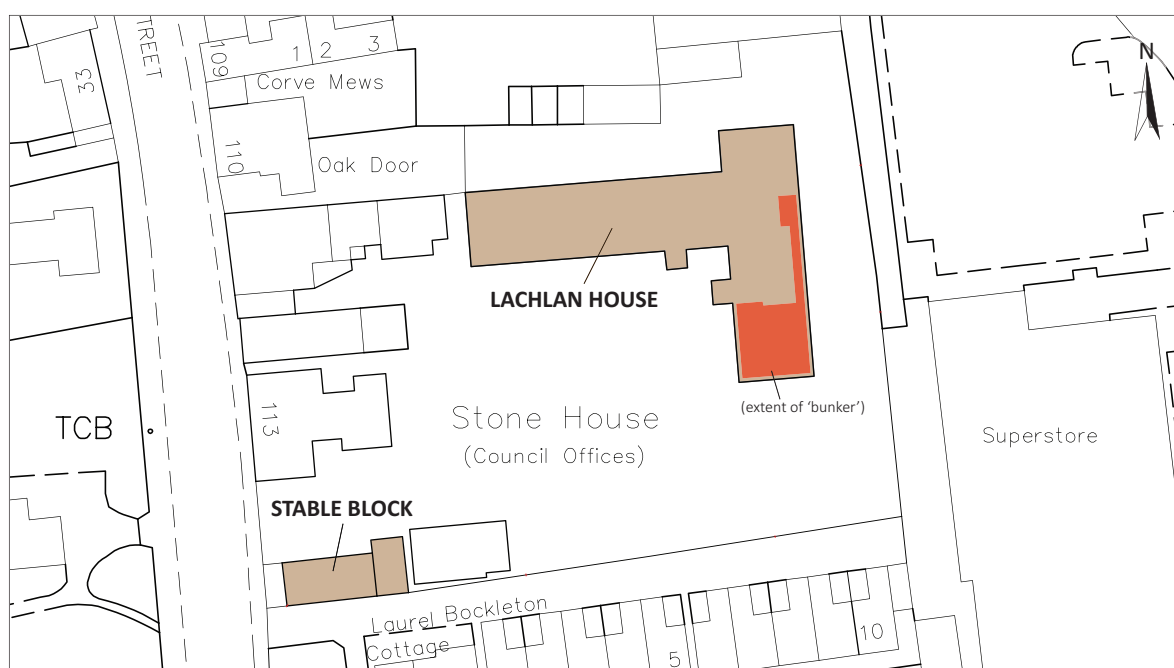 STREET
33
109
1
2
3
N
Corve Mews
110
Oak Door
LACHLAN HOUSE
(extent of 'bunker')
TCB
113
Stone House
(Council Offices)
Superstore
STABLE BLOCK
Laurel Bockleton
Cottage
5
10